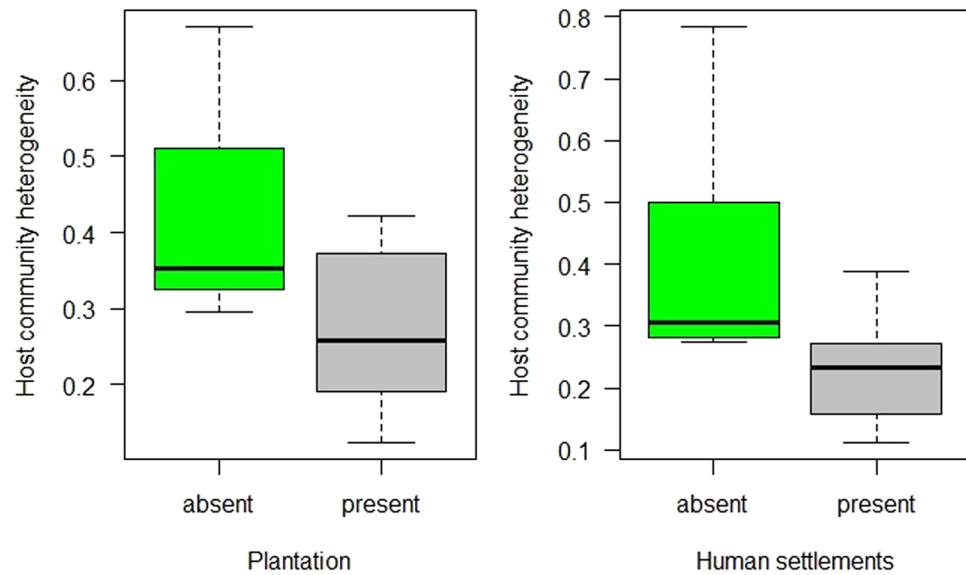 Host community heterogeneity
0.6
0.5
0.4
0.3
0.2
absent present
Plantation
Host community heterogeneity
0.8
0.7
0.6
0.5
0.4
0.3
0.2
0.1
absent present
Human settlements